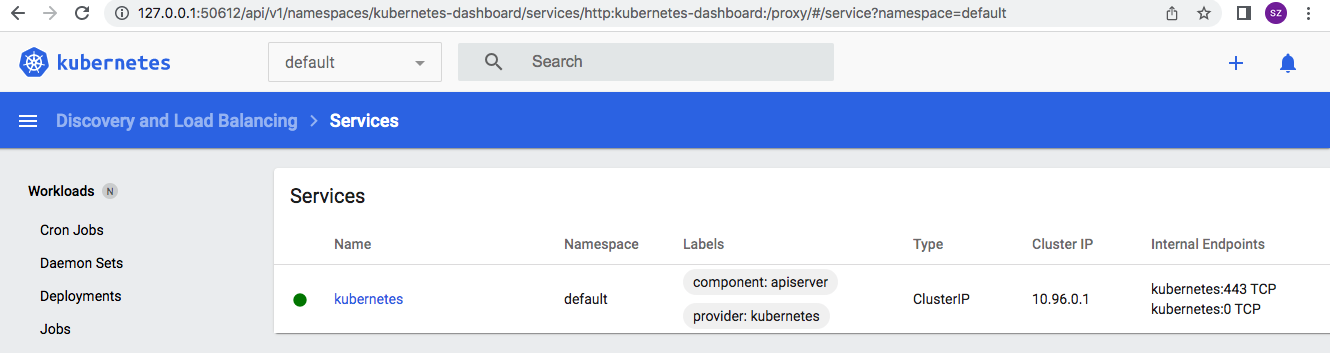 127.0.0.1:50612/api/v1/namespaces/kubernetes-dashboard/services/http:kubernetes-dashboard:/proxy/#/service?namespace=default
SZ
kubernetes
default
Search
Discovery and Load Balancing > Services
Workloads N
Cron Jobs
Daemon Sets
Deployments
Jobs
Services
Name Namespace Labels Type Cluster IP Internal Endpoints
kubernetes default component: apiserver ClusterIP 10.96.0.1 kubernetes:443 TCP
provider: kubernetes kubernetes:0 TCP